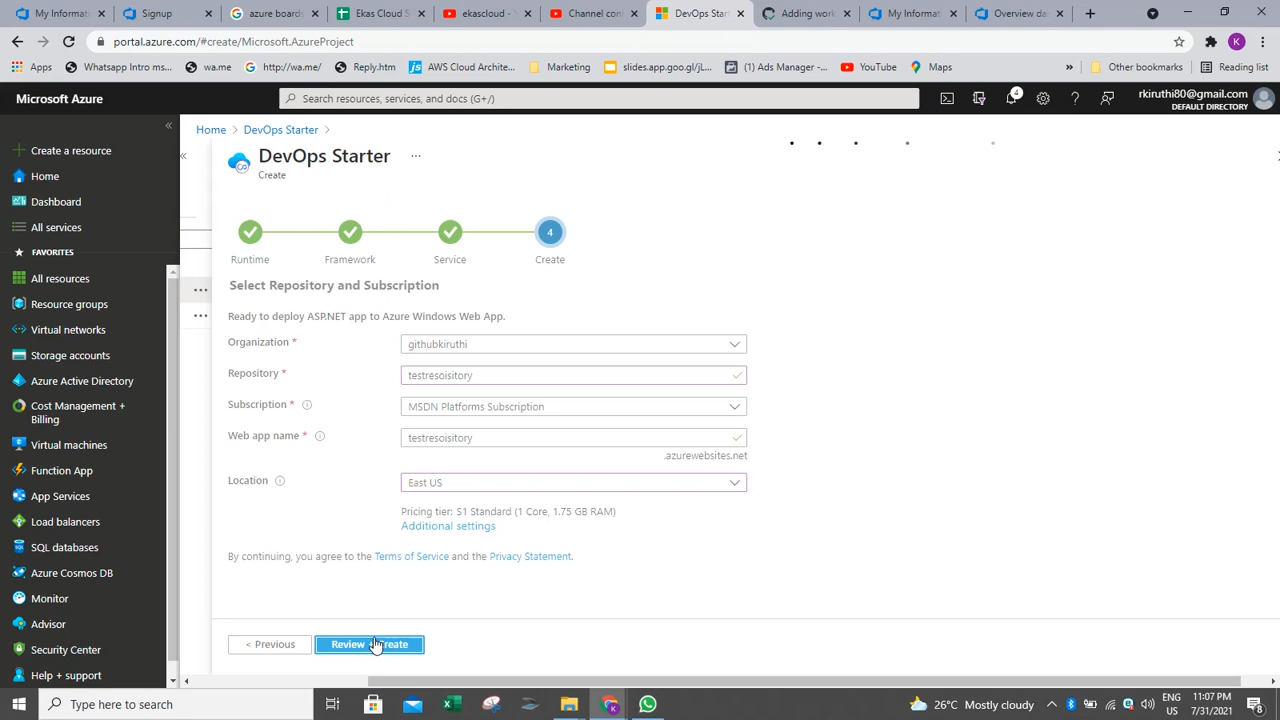 My Informat
Signup
azure boards
Ekas Cloud S
ekascloud -
Channel con
DevOps Star
Adding work
My Informat
Overview da
portal.azure.com/#create/Microsoft.AzureProject
K
Apps
Whatsapp Intro ms...
wa.me
http://wa.me/
Reply.htm
AWS Cloud Archite...
Marketing
slides.app.goo.gl/jL...
() Ads Manager -...
YouTube
Maps
»
Other bookmarks
Reading list
Microsoft Azure
Search resources, services, and docs (G+/)
4
rkiruthi80@gmail.com
DEFAULT DIRECTORY
Create a resource
Home
Dashboard
All services
FAVORITES
All resources
Resource groups
Virtual networks
Storage accounts
Azure Active Directory
Cost Management +
Billing
Virtual machines
Function App
App Services
Load balancers
SQL databases
Azure Cosmos DB
Monitor
Advisor
Security Center
Help + support
Home > DevOps Starter >
DevOps Starter ...
Create
4
Runtime
Framework
Service
Create
Select Repository and Subscription
Ready to deploy ASP.NET app to Azure Windows Web App.
Organization *
githubkiruthi
Repository *
testresoisitory
Subscription *
MSDN Platforms Subscription
Web app name *
testresoisitory
.azurewebsites.net
Location
East US
Pricing tier: S1 Standard (1 Core, 1.75 GB RAM)
Additional settings
By continuing, you agree to the Terms of Service and the Privacy Statement.
< Previous
Review + Create
Type here to search
26°C Mostly cloudy
ENG
US
11:07 PM
7/31/2021
8